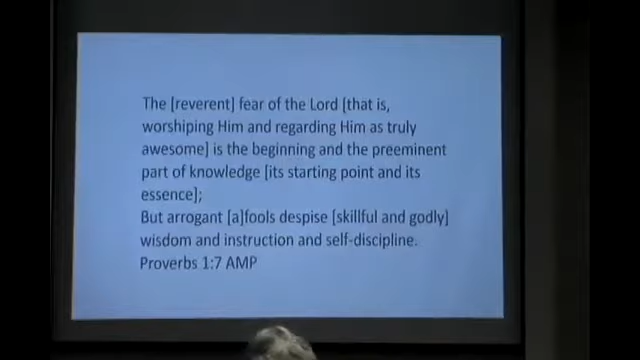 The [reverent] fear of the Lord [that is,
worshiping Him and regarding Him as truly
awesome] is the beginning and the preeminent
part of knowledge [its starting point and its
essence];
But arrogant [a]fools despise [skillful and godly]
wisdom and instruction and self-discipline.
Proverbs 1:7 AMP